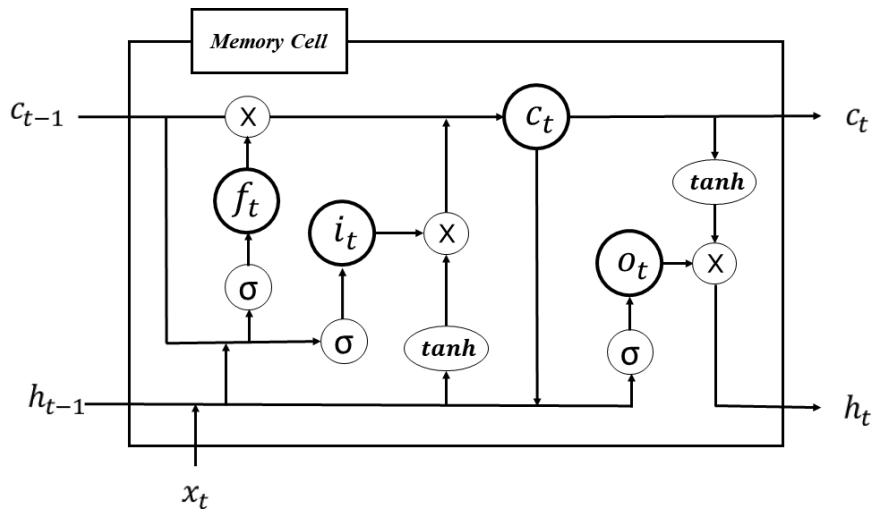 Memory Cell
c_{t−1}
X
c_t
c_t
f_t
tanh
i_t
X
o_t
X
σ
σ
tanh
σ
h_{t−1}
h_t
x_t